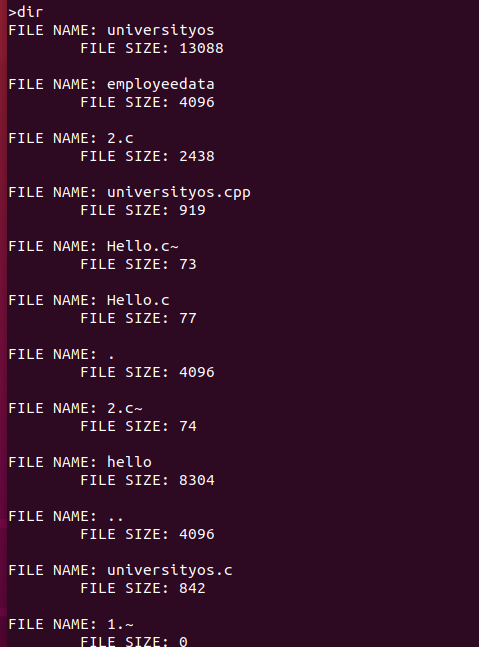 >dir
FILE NAME: universityos
FILE SIZE: 13088
FILE NAME: employeedata
FILE SIZE: 4096
FILE NAME: 2.c
FILE SIZE: 2438
FILE NAME: universityos.cpp
FILE SIZE: 919
FILE NAME: Hello.c~
FILE SIZE: 73
FILE NAME: Hello.c
FILE SIZE: 77
FILE NAME: .
FILE SIZE: 4096
FILE NAME: 2.c~
FILE SIZE: 74
FILE NAME: hello
FILE SIZE: 8304
FILE NAME: ..
FILE SIZE: 4096
FILE NAME: universityos.c
FILE SIZE: 842
FILE NAME: 1.~
FILE SIZE: 0